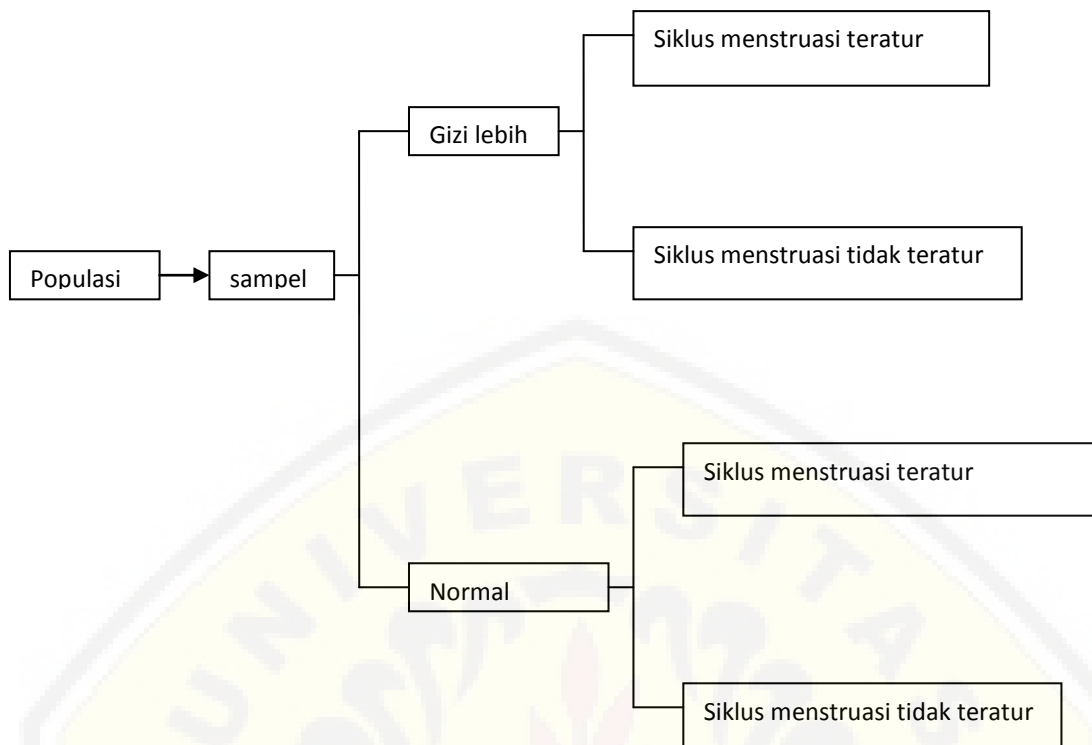 Siklus menstruasi teratur
Gizi lebih
Siklus menstruasi tidak teratur
Populasi
sampel
Siklus menstruasi teratur
UNIVERSITAS
Normal
Siklus menstruasi tidak teratur